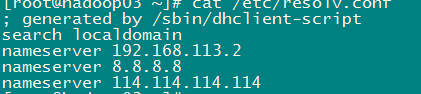 [root@hadoop03 ~]# cat /etc/resolv.conf
; generated by /sbin/dhclient-script
search localdomain
nameserver 192.168.113.2
nameserver 8.8.8.8
nameserver 114.114.114.114